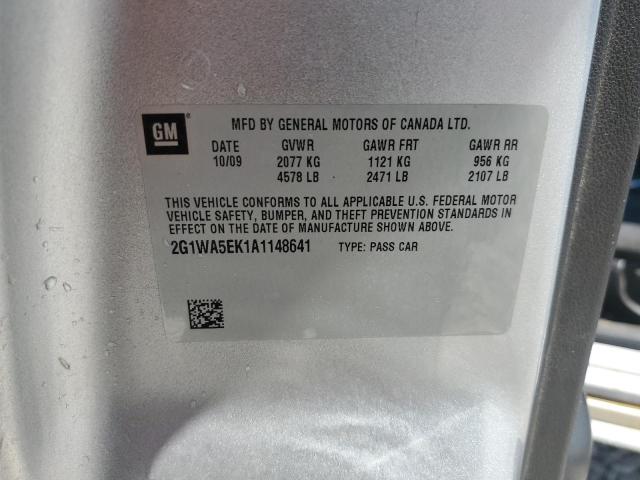 GM
MFD BY GENERAL MOTORS OF CANADA LTD.
DATE GVWR GAWR FRT GAWR RR
10/09 2077 KG 1121 KG 956 KG
4578 LB 2471 LB 2107 LB
THIS VEHICLE CONFORMS TO ALL APPLICABLE U.S. FEDERAL MOTOR
VEHICLE SAFETY, BUMPER, AND THEFT PREVENTION STANDARDS IN
EFFECT ON THE DATE OF MANUFACTURE SHOWN ABOVE.
2G1WA5EK1A1148641 TYPE: PASS CAR